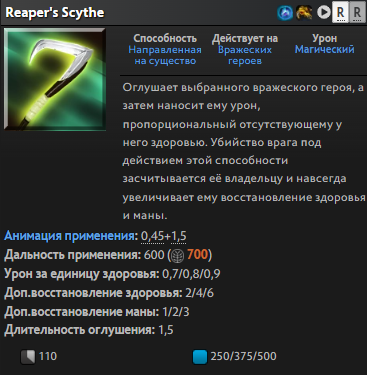 Reaper's Scythe
R R
Способность Действует на Урон
Направленная Вражеских Магический
на существо героев
Оглушает выбранного вражеского героя, а
затем наносит ему урон,
пропорциональный отсутствующему у
него здоровью. Убийство врага под
действием этой способности
засчитывается её владельцу и навсегда
увеличивает ему восстановление здоровья
и маны.
Анимация применения: 0,45+1,5
Дальность применения: 600 (700)
Урон за единицу здоровья: 0,7/0,8/0,9
Доп.восстановление здоровья: 2/4/6
Доп.восстановление маны: 1/2/3
Длительность оглушения: 1,5
110 250/375/500